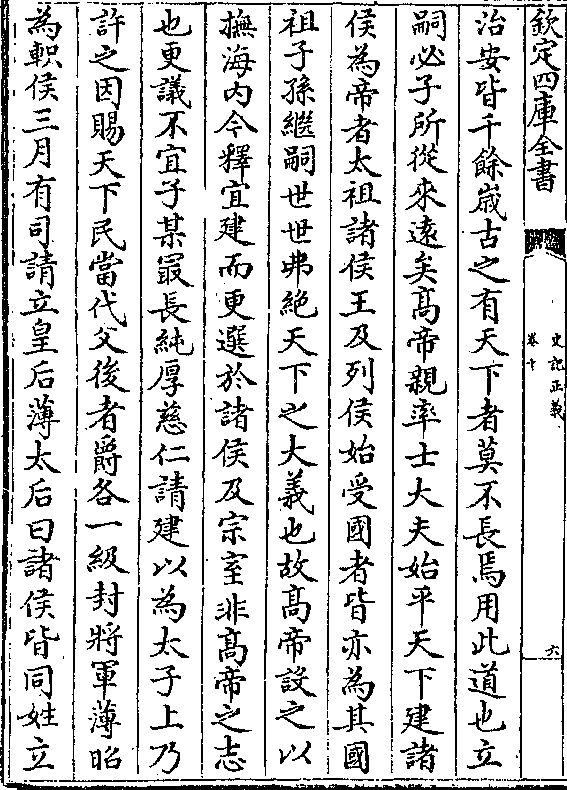 欽定四庫全書
史記正義
卷十
六
治安皆千餘歳古之有天下者莫不長焉用此道也立
嗣必子所從來逺矣髙帝親率士大夫始平天下建諸
侯為帝者太祖諸侯王及列侯始受國者皆亦為其國
祖子孫繼嗣世世弗絶天下之大義也故髙帝設之以
撫海内今釋宜建而更選於諸侯及宗室非髙帝之志
也更議不宜子某冣長純厚慈仁請建以為太子上乃
許之因賜天下民當代父後者爵各一級封將軍薄昭
為軹侯三月有司請立皇后薄太后曰諸侯皆同姓立